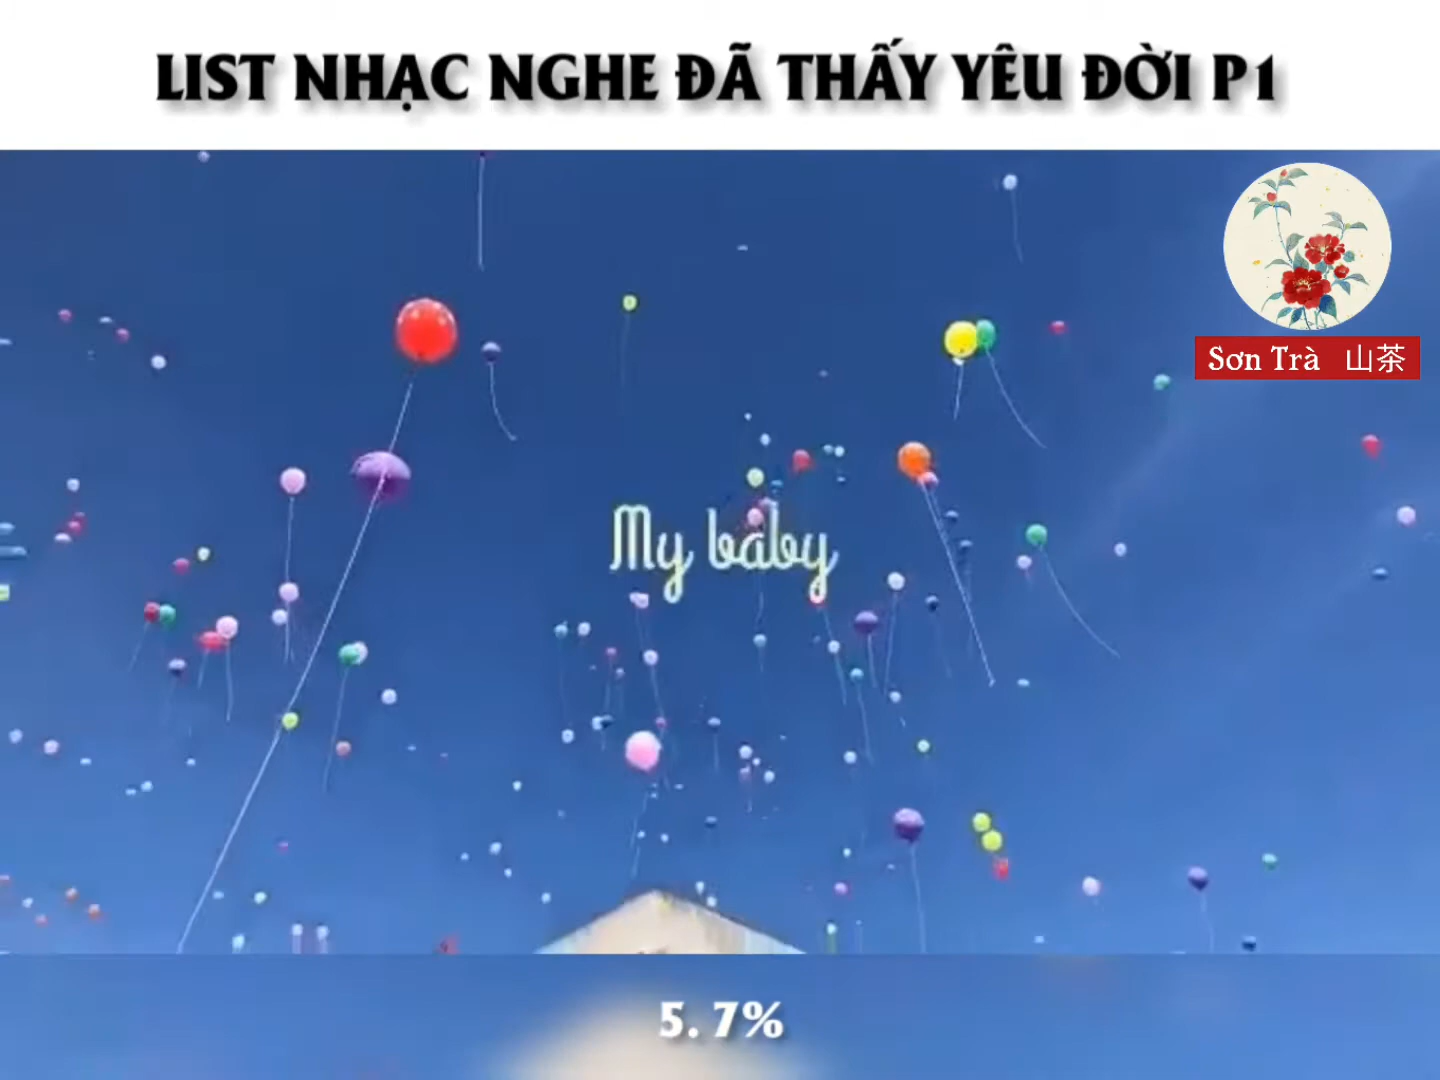 LIST NHẠC NGHE ĐÃ THẤY YÊU ĐỜI P1
Sơn Trà 山茶
My baby
5. 7%